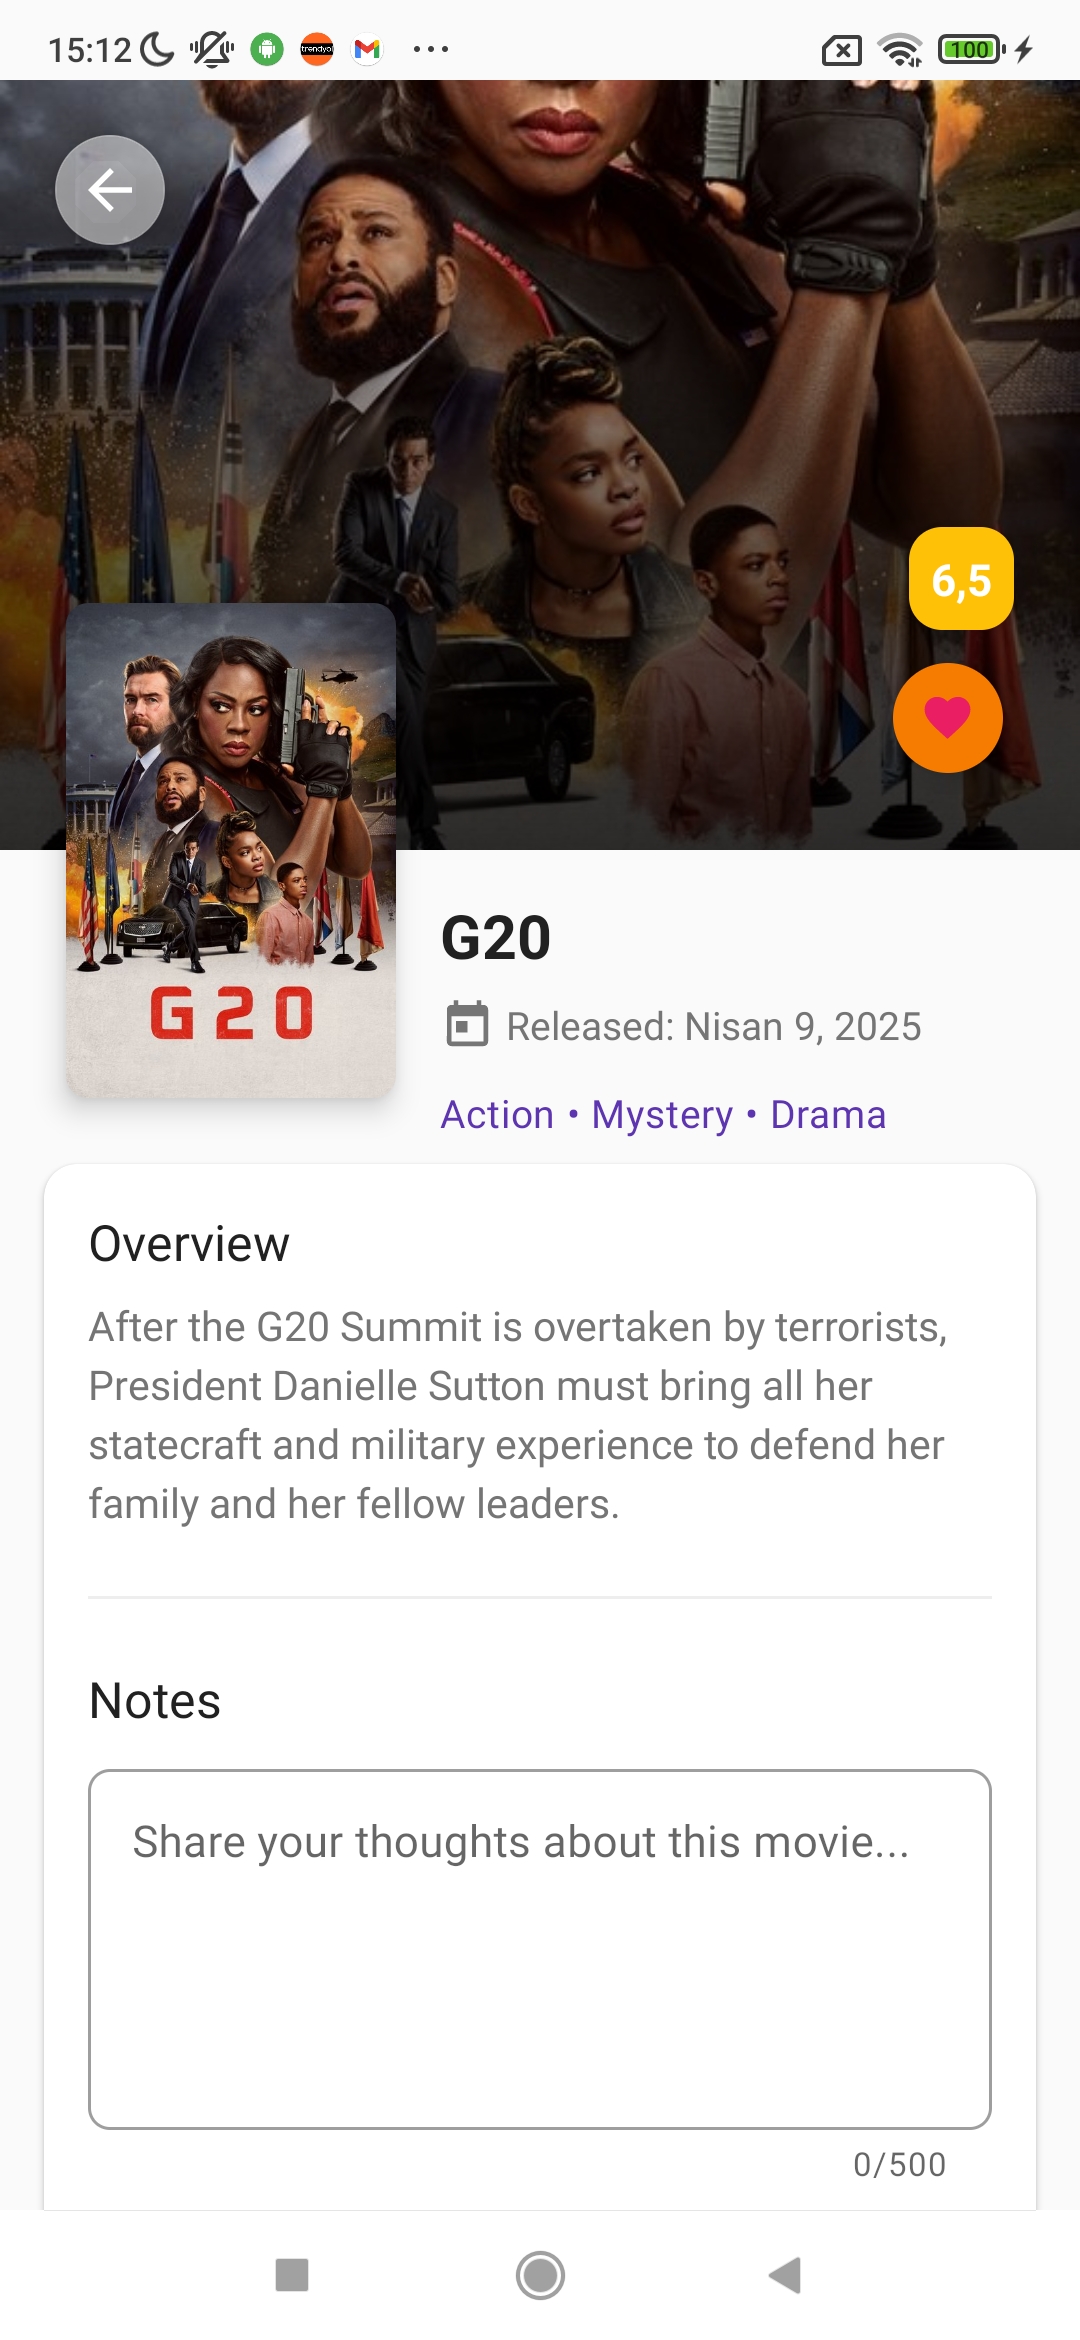 15:12
trendyol
100
6,5
G20
G20
Released: Nisan 9, 2025
Action • Mystery • Drama
Overview
After the G20 Summit is overtaken by terrorists,
President Danielle Sutton must bring all her
statecraft and military experience to defend her
family and her fellow leaders.
Notes
Share your thoughts about this movie...
0/500